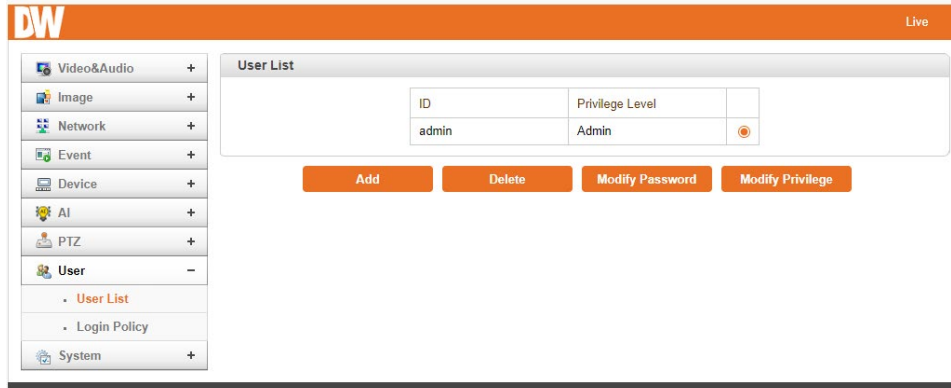 DW
Live
Video&Audio +
Image +
Network +
Event +
Device +
AI +
PTZ +
User −
User List
Login Policy
System +
User List
ID Privilege Level
admin Admin
Add Delete Modify Password Modify Privilege